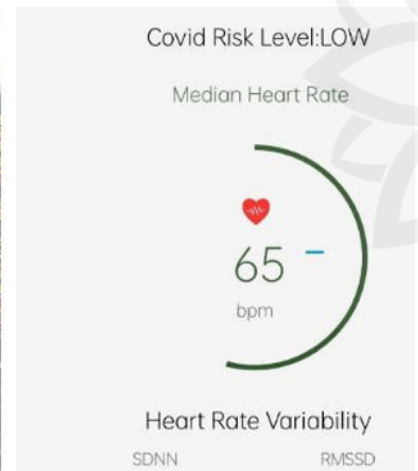 Covid Risk Level:LOW
Median Heart Rate
65
bpm
Heart Rate Variability
SDNN RMSSD